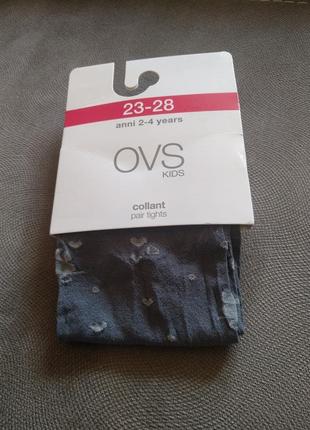 23-28
anni 2-4 years
OVS
KIDS
collant
pair tights